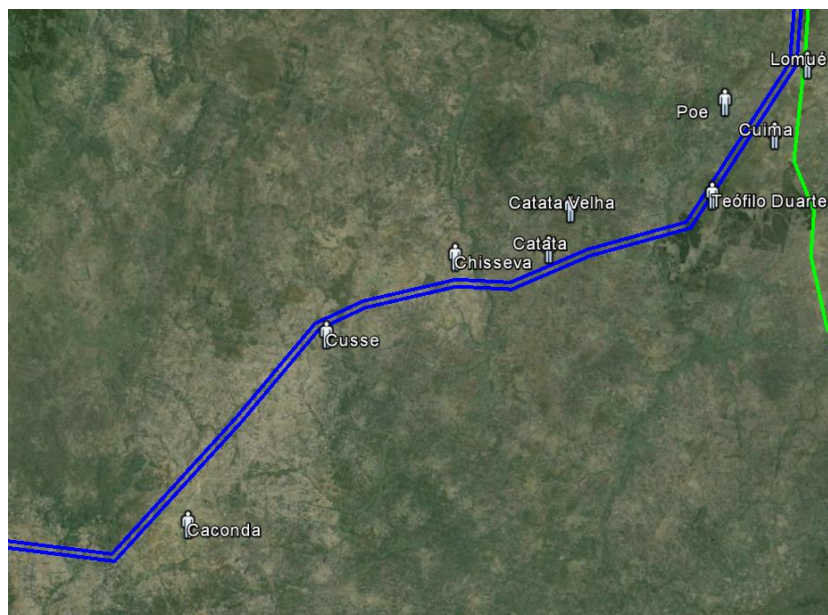 Lomué
Poe
Cuima
Teófilo Duarte
Catata Velha
Catata
Chisseva
Cusse
Caconda